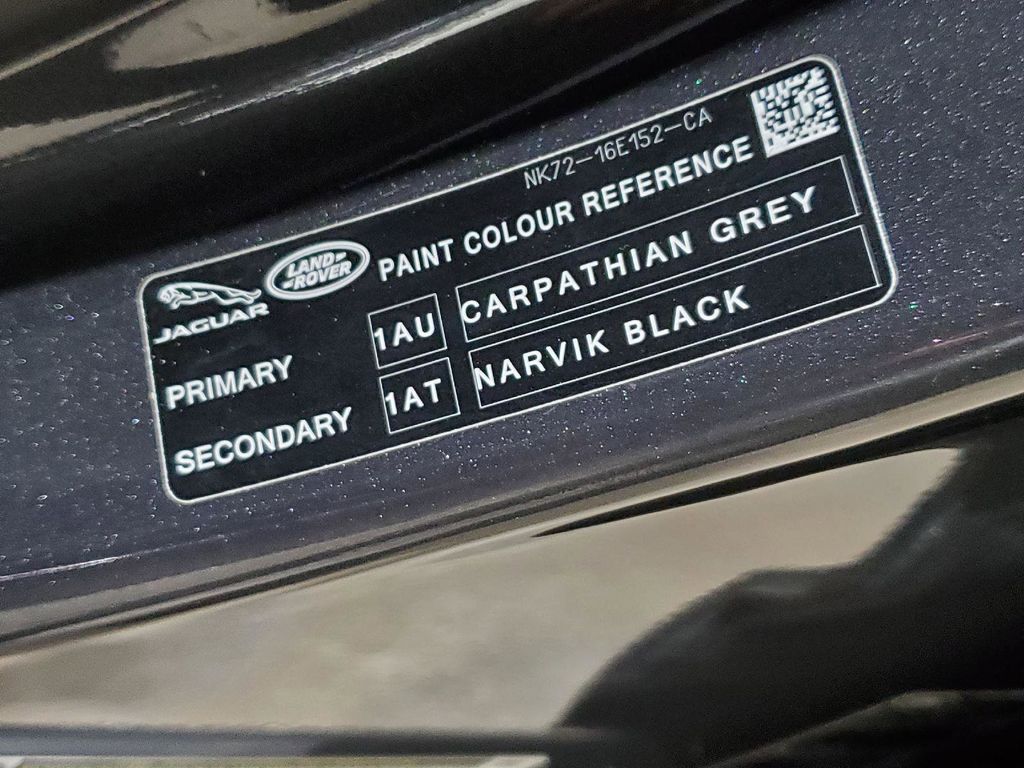 NK72-16E152-CA
JAGUAR LAND-ROVER PAINT COLOUR REFERENCE
PRIMARY 1AU CARPATHIAN GREY
SECONDARY 1AT NARVIK BLACK